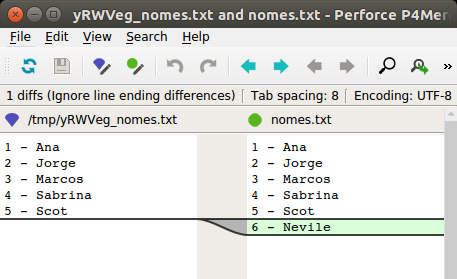 yRWVeg_nomes.txt and nomes.txt - Perforce P4Mer
File Edit View Search Help
»
1 diffs (Ignore line ending differences) Tab spacing: 8 Encoding: UTF-8
/tmp/yRWVeg_nomes.txt nomes.txt
1 - Ana
2 - Jorge
3 - Marcos
4 - Sabrina
5 - Scot
1 - Ana
2 - Jorge
3 - Marcos
4 - Sabrina
5 - Scot
6 - Nevile